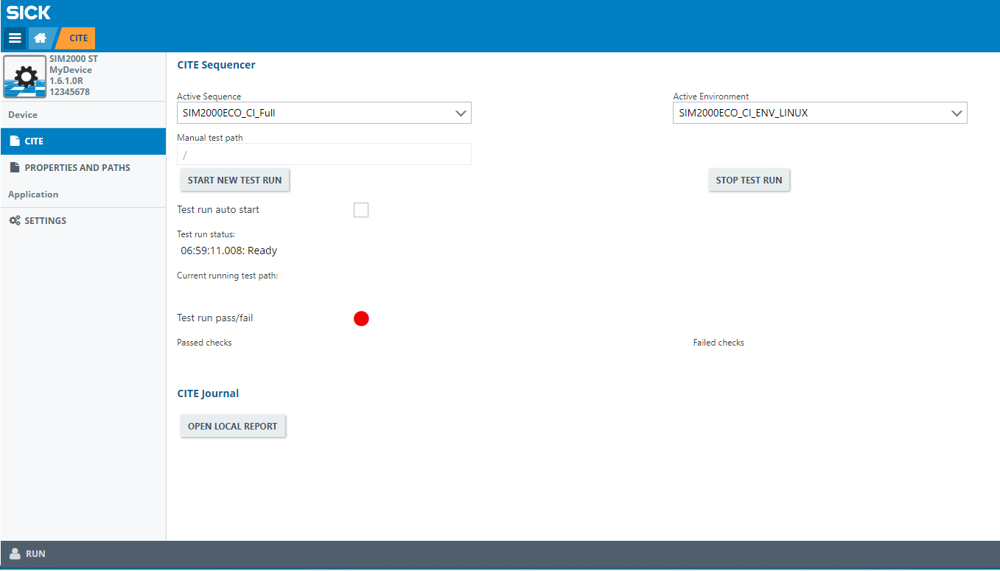 SICK
CITE
SIM2000 ST
MyDevice
1.6.1.0R
12345678
Device
CITE
PROPERTIES AND PATHS
Application
SETTINGS
CITE Sequencer
Active Sequence
Active Environment
SIM2000ECO_CI_Full
SIM2000ECO_CI_ENV_LINUX
Manual test path
/
START NEW TEST RUN
STOP TEST RUN
Test run auto start
Test run status:
06:59:11.008: Ready
Current running test path:
Test run pass/fail
Passed checks
Failed checks
CITE Journal
OPEN LOCAL REPORT
RUN